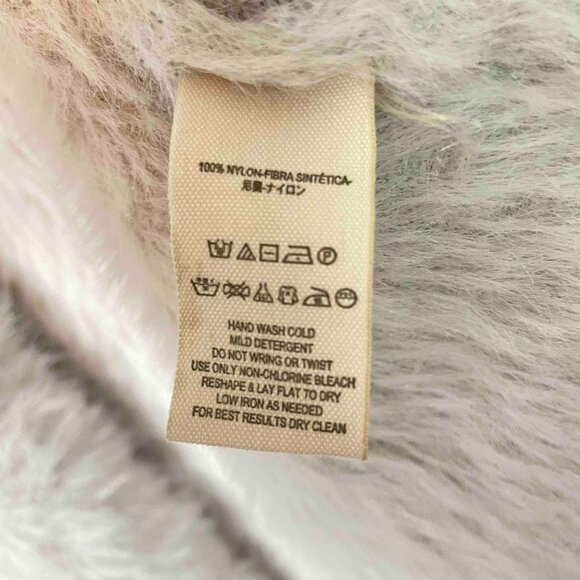 100% NYLON-FIBRA SINTÉTICA-
尼龍-ナイロン
P
HAND WASH COLD
MILD DETERGENT
DO NOT WRING OR TWIST
USE ONLY NON-CHLORINE BLEACH
RESHAPE & LAY FLAT TO DRY
LOW IRON AS NEEDED
FOR BEST RESULTS DRY CLEAN